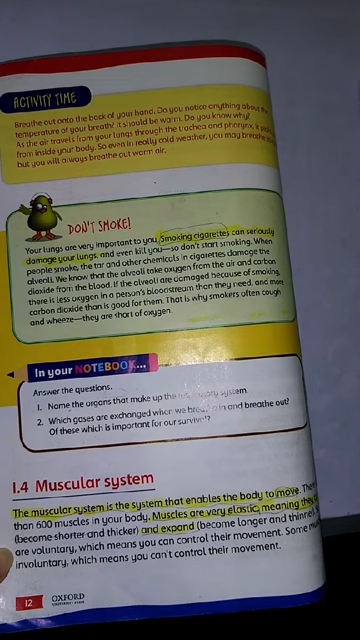 ACTIVITY TIME
Breathe out onto the back of your hand. Do you notice anything about the
temperature of your breath? It should be warm. Do you know why?
As the air travels from your lungs through the trachea and pharynx, it
from inside your body. So even in really cold weather, you may breathe
but you will always breathe out warm air.
DON'T SMOKE!
Your lungs are very important to you. Smoking cigarettes can seriously
damage your lungs, and even kill you—so don't start smoking. When
people smoke, the tar and other chemicals in cigarettes damage the
alveoli. We know that the alveoli take oxygen from the air and carbon
dioxide from the blood. If the alveoli are damaged because of smoking,
there is less oxygen in a person's bloodstream than they need, and more
carbon dioxide than is good for them. That is why smokers often cough
and wheeze—they are short of oxygen.
In your NOTEBOOK...
Answer the questions.
1. Name the organs that make up the respiratory system.
2. Which gases are exchanged when we breathe in and breathe out?
Of these which is important for our survival?
1.4 Muscular system
The muscular system is the system that enables the body to move.
than 600 muscles in your body. Muscles are very elastic, meaning they
(become shorter and thicker) and expand (become longer and thinner).
are voluntary, which means you can control their movement. Some
involuntary, which means you can't control their movement.
12
OXFORD